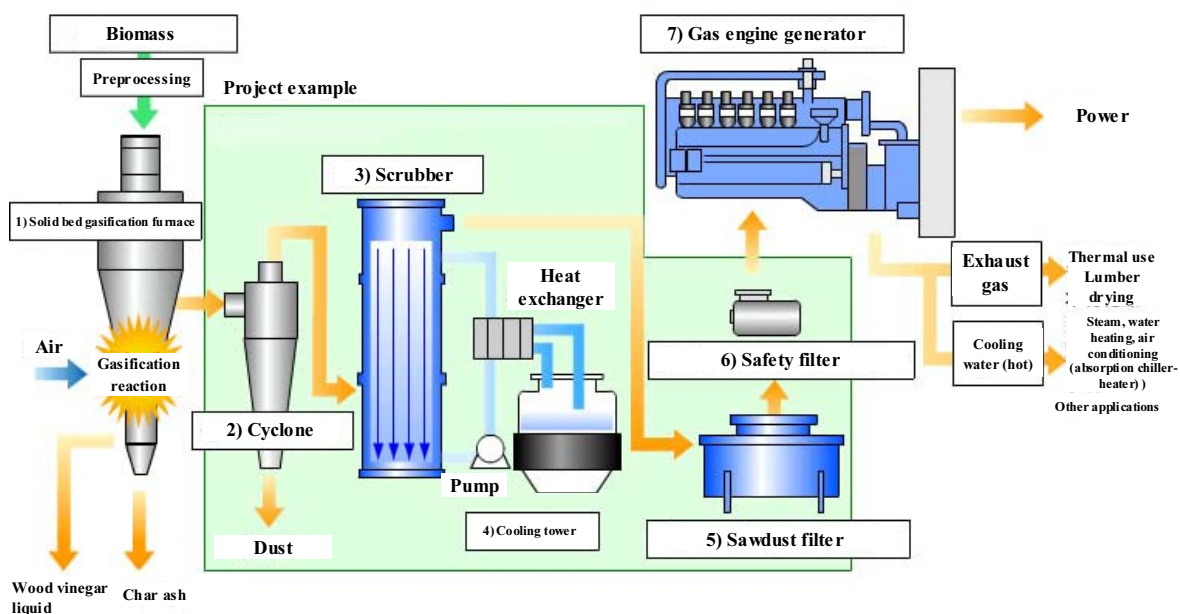 Biomass
Preprocessing
Project example
1) Solid bed gasification furnace
Air
Gasification
reaction
Wood vinegar
liquid
Char ash
2) Cyclone
Dust
3) Scrubber
Heat
exchanger
Pump
4) Cooling tower
5) Sawdust filter
6) Safety filter
7) Gas engine generator
Power
Exhaust
gas
Thermal use
Lumber
drying
Cooling
water (hot)
Steam, water
heating, air
conditioning
(absorption chiller-
heater) )
Other applications